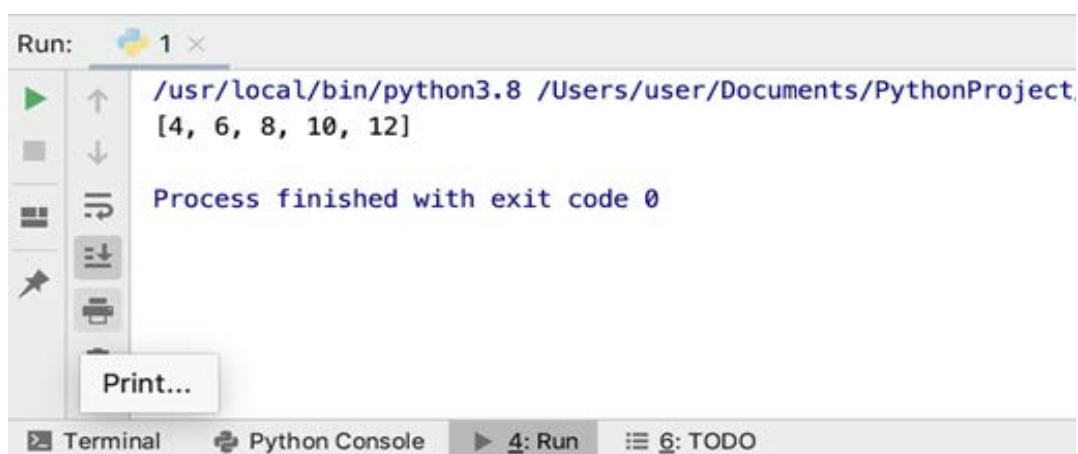 Run: 1
/usr/local/bin/python3.8 /Users/user/Documents/PythonProject/
[4, 6, 8, 10, 12]
Process finished with exit code 0
Print...
Terminal Python Console 4: Run 6: TODO